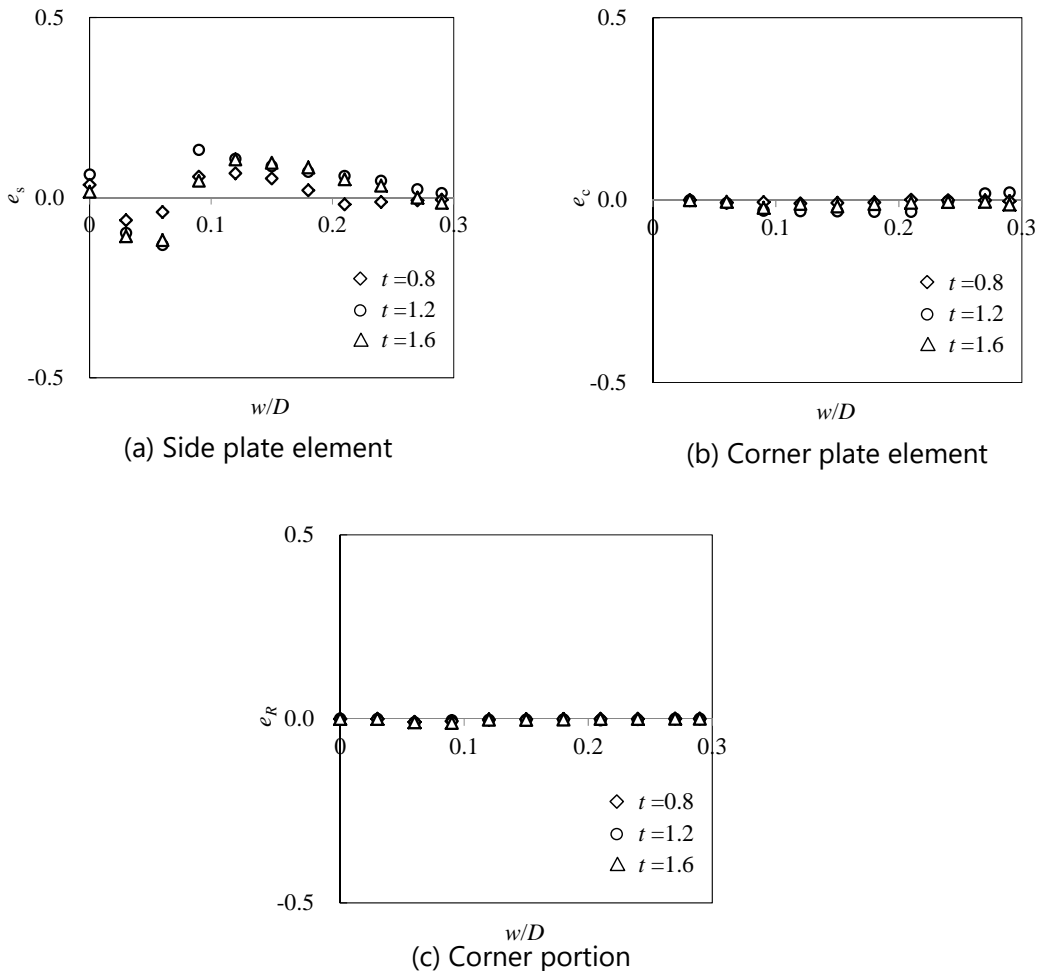 0.5
e_s
0.0
0
0.1
0.2
0.3
t =0.8
t =1.2
t =1.6
-0.5
w/D
(a) Side plate element
0.5
e_c
0.0
0
0.1
0.2
0.3
t =0.8
t =1.2
t =1.6
-0.5
w/D
(b) Corner plate element
0.5
e_R
0.0
0
0.1
0.2
0.3
t =0.8
t =1.2
t =1.6
-0.5
w/D
(c) Corner portion